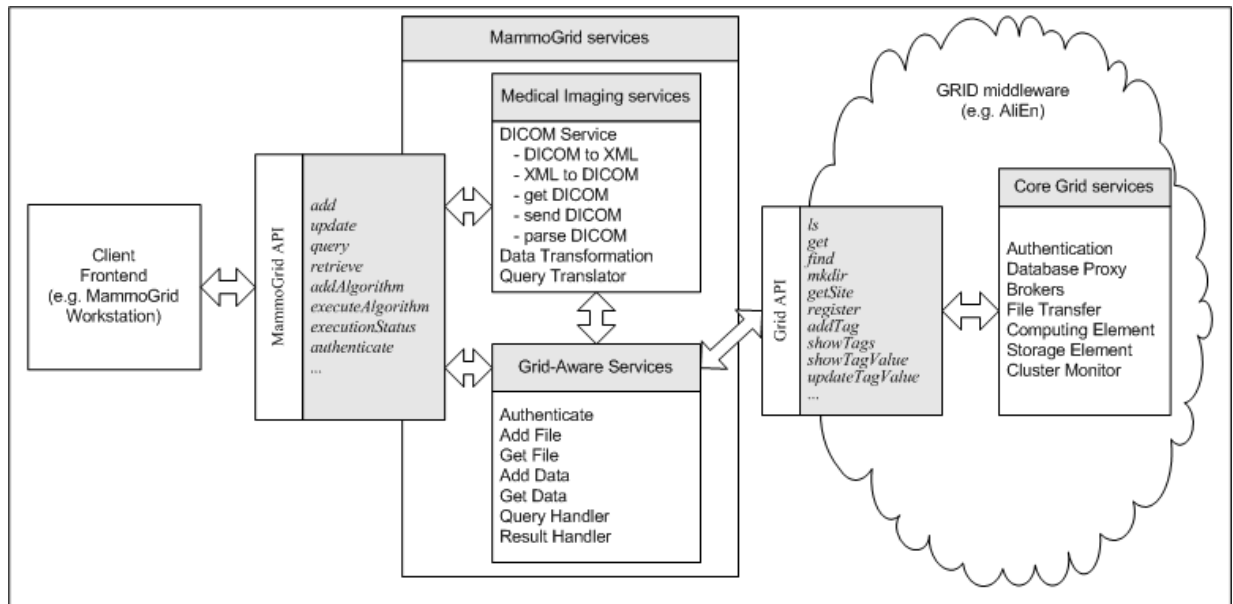 MammoGrid services
Medical Imaging services
DICOM Service
- DICOM to XML
- XML to DICOM
- get DICOM
- send DICOM
- parse DICOM
Data Transformation
Query Translator
Client
Frontend
(e.g. MammoGrid
Workstation)
MammoGrid API
add
update
query
retrieve
addAlgorithm
executeAlgorithm
executionStatus
authenticate
...
Grid-Aware Services
Authenticate
Add File
Get File
Add Data
Get Data
Query Handler
Result Handler
GRID middleware
(e.g. AliEn)
Grid API
ls
get
find
mkdir
getSite
register
addTag
showTags
showTagValue
updateTagValue
...
Core Grid services
Authentication
Database Proxy
Brokers
File Transfer
Computing Element
Storage Element
Cluster Monitor